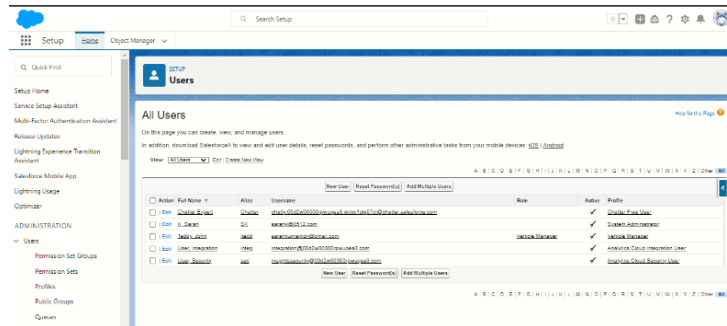 Search Setup
Setup Home Object Manager
Quick Find
Setup Home
Service Setup Assistant
Multi-Factor Authentication Assistant
Release Updates
Lightning Experience Transition Assistant
Salesforce Mobile App
Lightning Usage
Optimizer
ADMINISTRATION
Users
Permission Set Groups
Permission Sets
Profiles
Public Groups
Queues
SETUP
Users
All Users
Help for this Page
On this page you can create, view, and manage users.
In addition, download SalesforceA to view and edit user details, reset passwords, and perform other administrative tasks from your mobile devices: iOS | Android
View: All Users Edit | Create New View
A | B | C | D | E | F | G | H | I | J | K | L | M | N | O | P | Q | R | S | T | U | V | W | X | Y | Z | Other All
New User Reset Password(s) Add Multiple Users
Action Full Name Alias Username Role Active Profile
Edit Chatter Expert Chatter Chatter Free User
Edit K, Saran SK System Administrator
Edit Teddy, John tedd Vehicle Manager Vehicle Manager
Edit User, Integration integ Analytics Cloud Integration User
Edit User, Security sec Analytics Cloud Security User
New User Reset Password(s) Add Multiple Users
A | B | C | D | E | F | G | H | I | J | K | L | M | N | O | P | Q | R | S | T | U | V | W | X | Y | Z | Other All